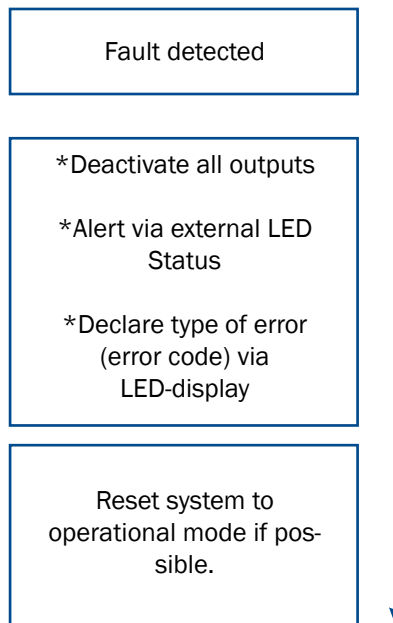 Fault detected
*Deactivate all outputs
*Alert via external LED
Status
*Declare type of error
(error code) via
LED-display
Reset system to
operational mode if pos-
sible.